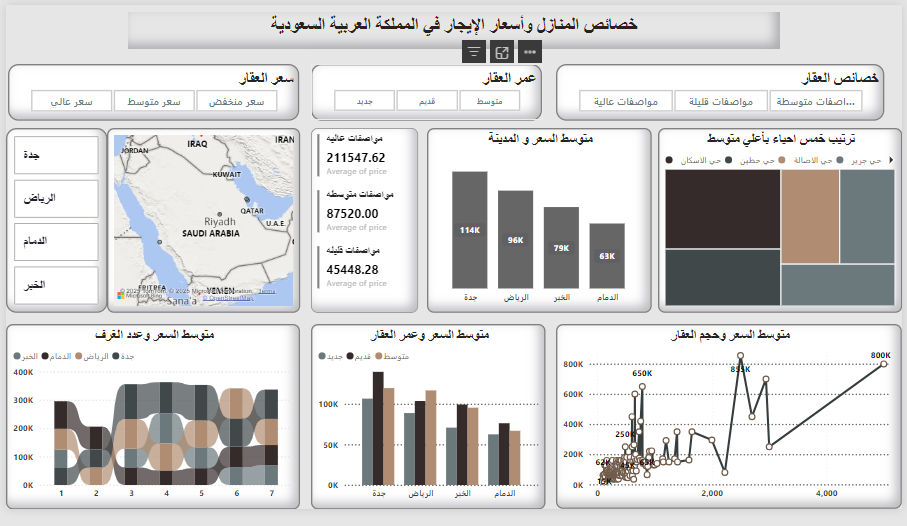 خصائص المنازل وأسعار الإيجار في المملكة العربية السعودية
خصائص العقار
مواصفات عالية
مواصفات قليلة
...اصفات متوسطة
عمر العقار
جديد
قديم
متوسط
سعر العقار
سعر عالي
سعر متوسط
سعر منخفض
جدة
الرياض
الدمام
الخبر
JORDAN
IRAQ
IRAN
KUWAIT
QATAR
Riyadh
U.A.E.
SAUDI ARABIA
ERITREA
YEMEN
Sana'a
Microsoft Bing
© 2025 TomTom, © 2025 Microsoft Corporation, Terms
© OpenStreetMap
مواصفات عاليه
211547.62
Average of price
مواصفات متوسطه
87520.00
Average of price
مواصفات قليله
45448.28
Average of price
متوسط السعر و المدينة
114K
96K
79K
63K
جدة
الرياض
الخبر
الدمام
ترتيب خمس احياء بأعلي متوسط
حي الاسكان
حي حطين
حي الاصالة
حي جرير
متوسط السعر وعدد الغرف
الخبر
الدمام
الرياض
جدة
400K
300K
200K
100K
0K
1 2 3 4 5 6 7
متوسط السعر وعمر العقار
جديد
قديم
متوسط
100K
50K
0K
جدة
الرياض
الخبر
الدمام
متوسط السعر وحجم العقار
800K
600K
400K
200K
0K
650K
855K
800K
250K
0 2,000 4,000